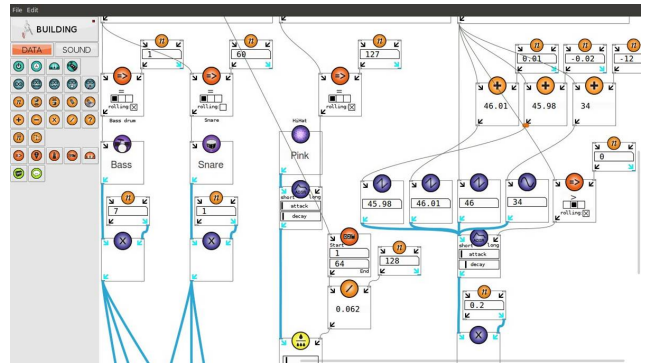 File Edit
BUILDING
DATA SOUND
n 1
n 60
n 127
n 0.01
n -0.02
n -12
=
rolling
Bass drum
=
rolling
Snare
=
rolling
46.01
45.98
34
HiHat
Bass
Snare
Pink
n 0
n 7
n 1
short long
attack
decay
45.98
46.01
46
34
>
rolling
Start
1
64
End
n 128
short long
attack
decay
0.062
n 0.2